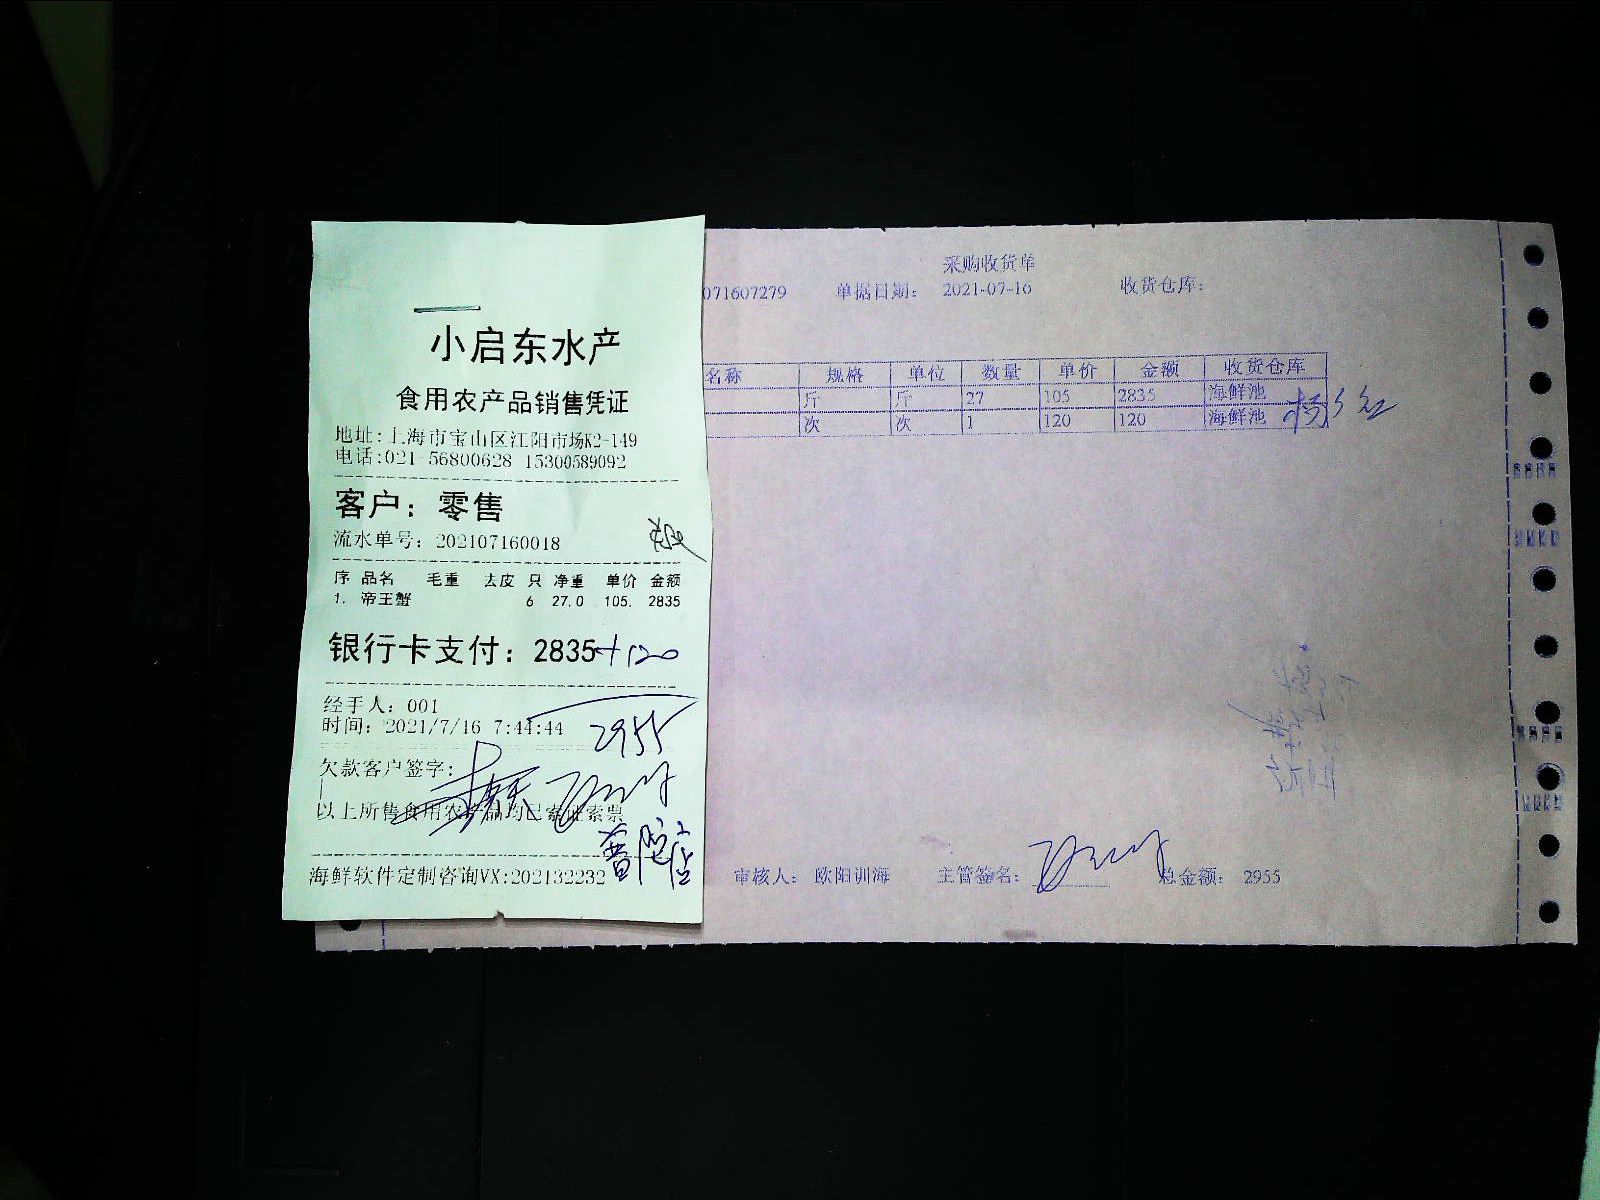 小启东水产
食用农产品销售凭证
地址:上海市宝山区江阳市场K2-149
电话:021-56800628 15300589092
客户: 零售
流水单号: 202107160018
序 品名 毛重 去皮 只 净重 单价 金额
1. 帝王蟹 6 27.0 105. 2835
银行卡支付: 2835+120
经手人: 001
时间: 2021/7/16 7:44:44
2955
欠款客户签字:
以上所售食用农产品均已索证索票
普陀店
海鲜软件定制咨询VX:202132232
采购收货单
071607279 单据日期: 2021-07-16 收货仓库:
名称 规格 单位 数量 单价 金额 收货仓库
斤 斤 27 105 2835 海鲜池
次 次 1 120 120 海鲜池
审核人: 欧阳训海 主管签名: 总金额: 2955